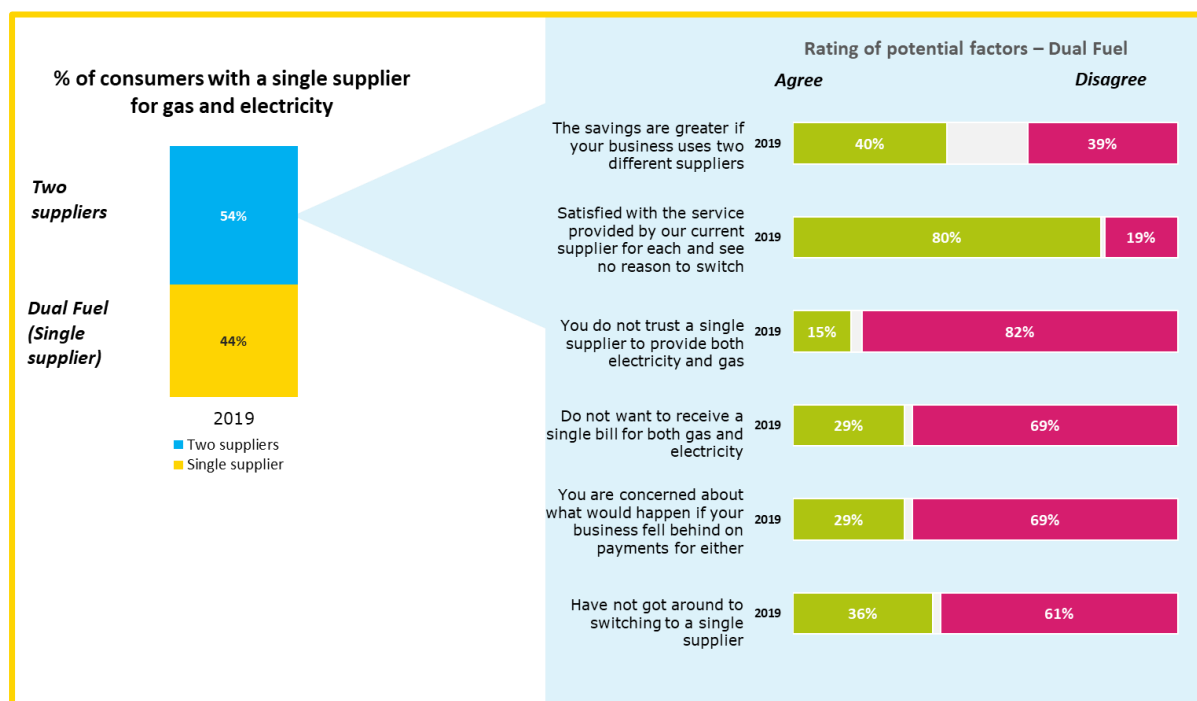 % of consumers with a single supplier
for gas and electricity
Two
suppliers
54%
Dual Fuel
(Single
supplier)
44%
2019
Two suppliers
Single supplier
Rating of potential factors – Dual Fuel
Agree
Disagree
The savings are greater if
your business uses two
different suppliers
2019
40%
39%
Satisfied with the service
provided by our current
supplier for each and see
no reason to switch
2019
80%
19%
You do not trust a single
supplier to provide both
electricity and gas
2019
15%
82%
Do not want to receive a
single bill for both gas and
electricity
2019
29%
69%
You are concerned about
what would happen if your
business fell behind on
payments for either
2019
29%
69%
Have not got around to
switching to a single
supplier
2019
36%
61%